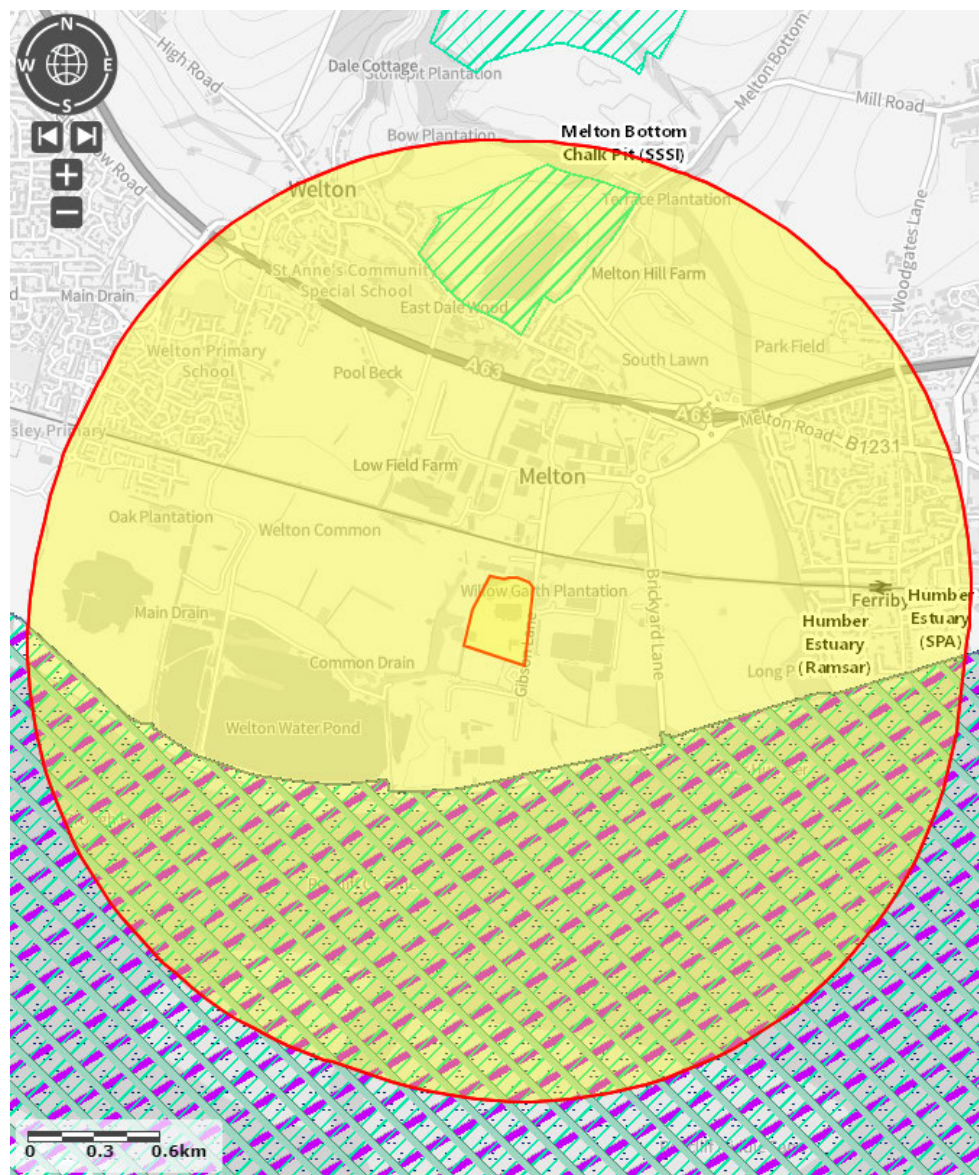 N
W
E
S
High Road
Dale Cottage
Stonepit Plantation
Melton Bottom
Mill Road
Bow Plantation
Melton Bottom
Chalk Pit (SSSI)
Welton
Terrace Plantation
Woodgates Lane
St Anne's Community
Special School
Melton Hill Farm
Main Drain
East Dale Wood
Welton Primary
School
Pool Beck
A63
South Lawn
Park Field
A63
Melton Road - B1231
sley Primary
Low Field Farm
Melton
Oak Plantation
Welton Common
Willow Garth Plantation
Brickyard Lane
Main Drain
Ferriby
Humber
Estuary
(SPA)
Humber
Estuary
(Ramsar)
Common Drain
Gibson Lane
Long P
Welton Water Pond
0 0.3 0.6km